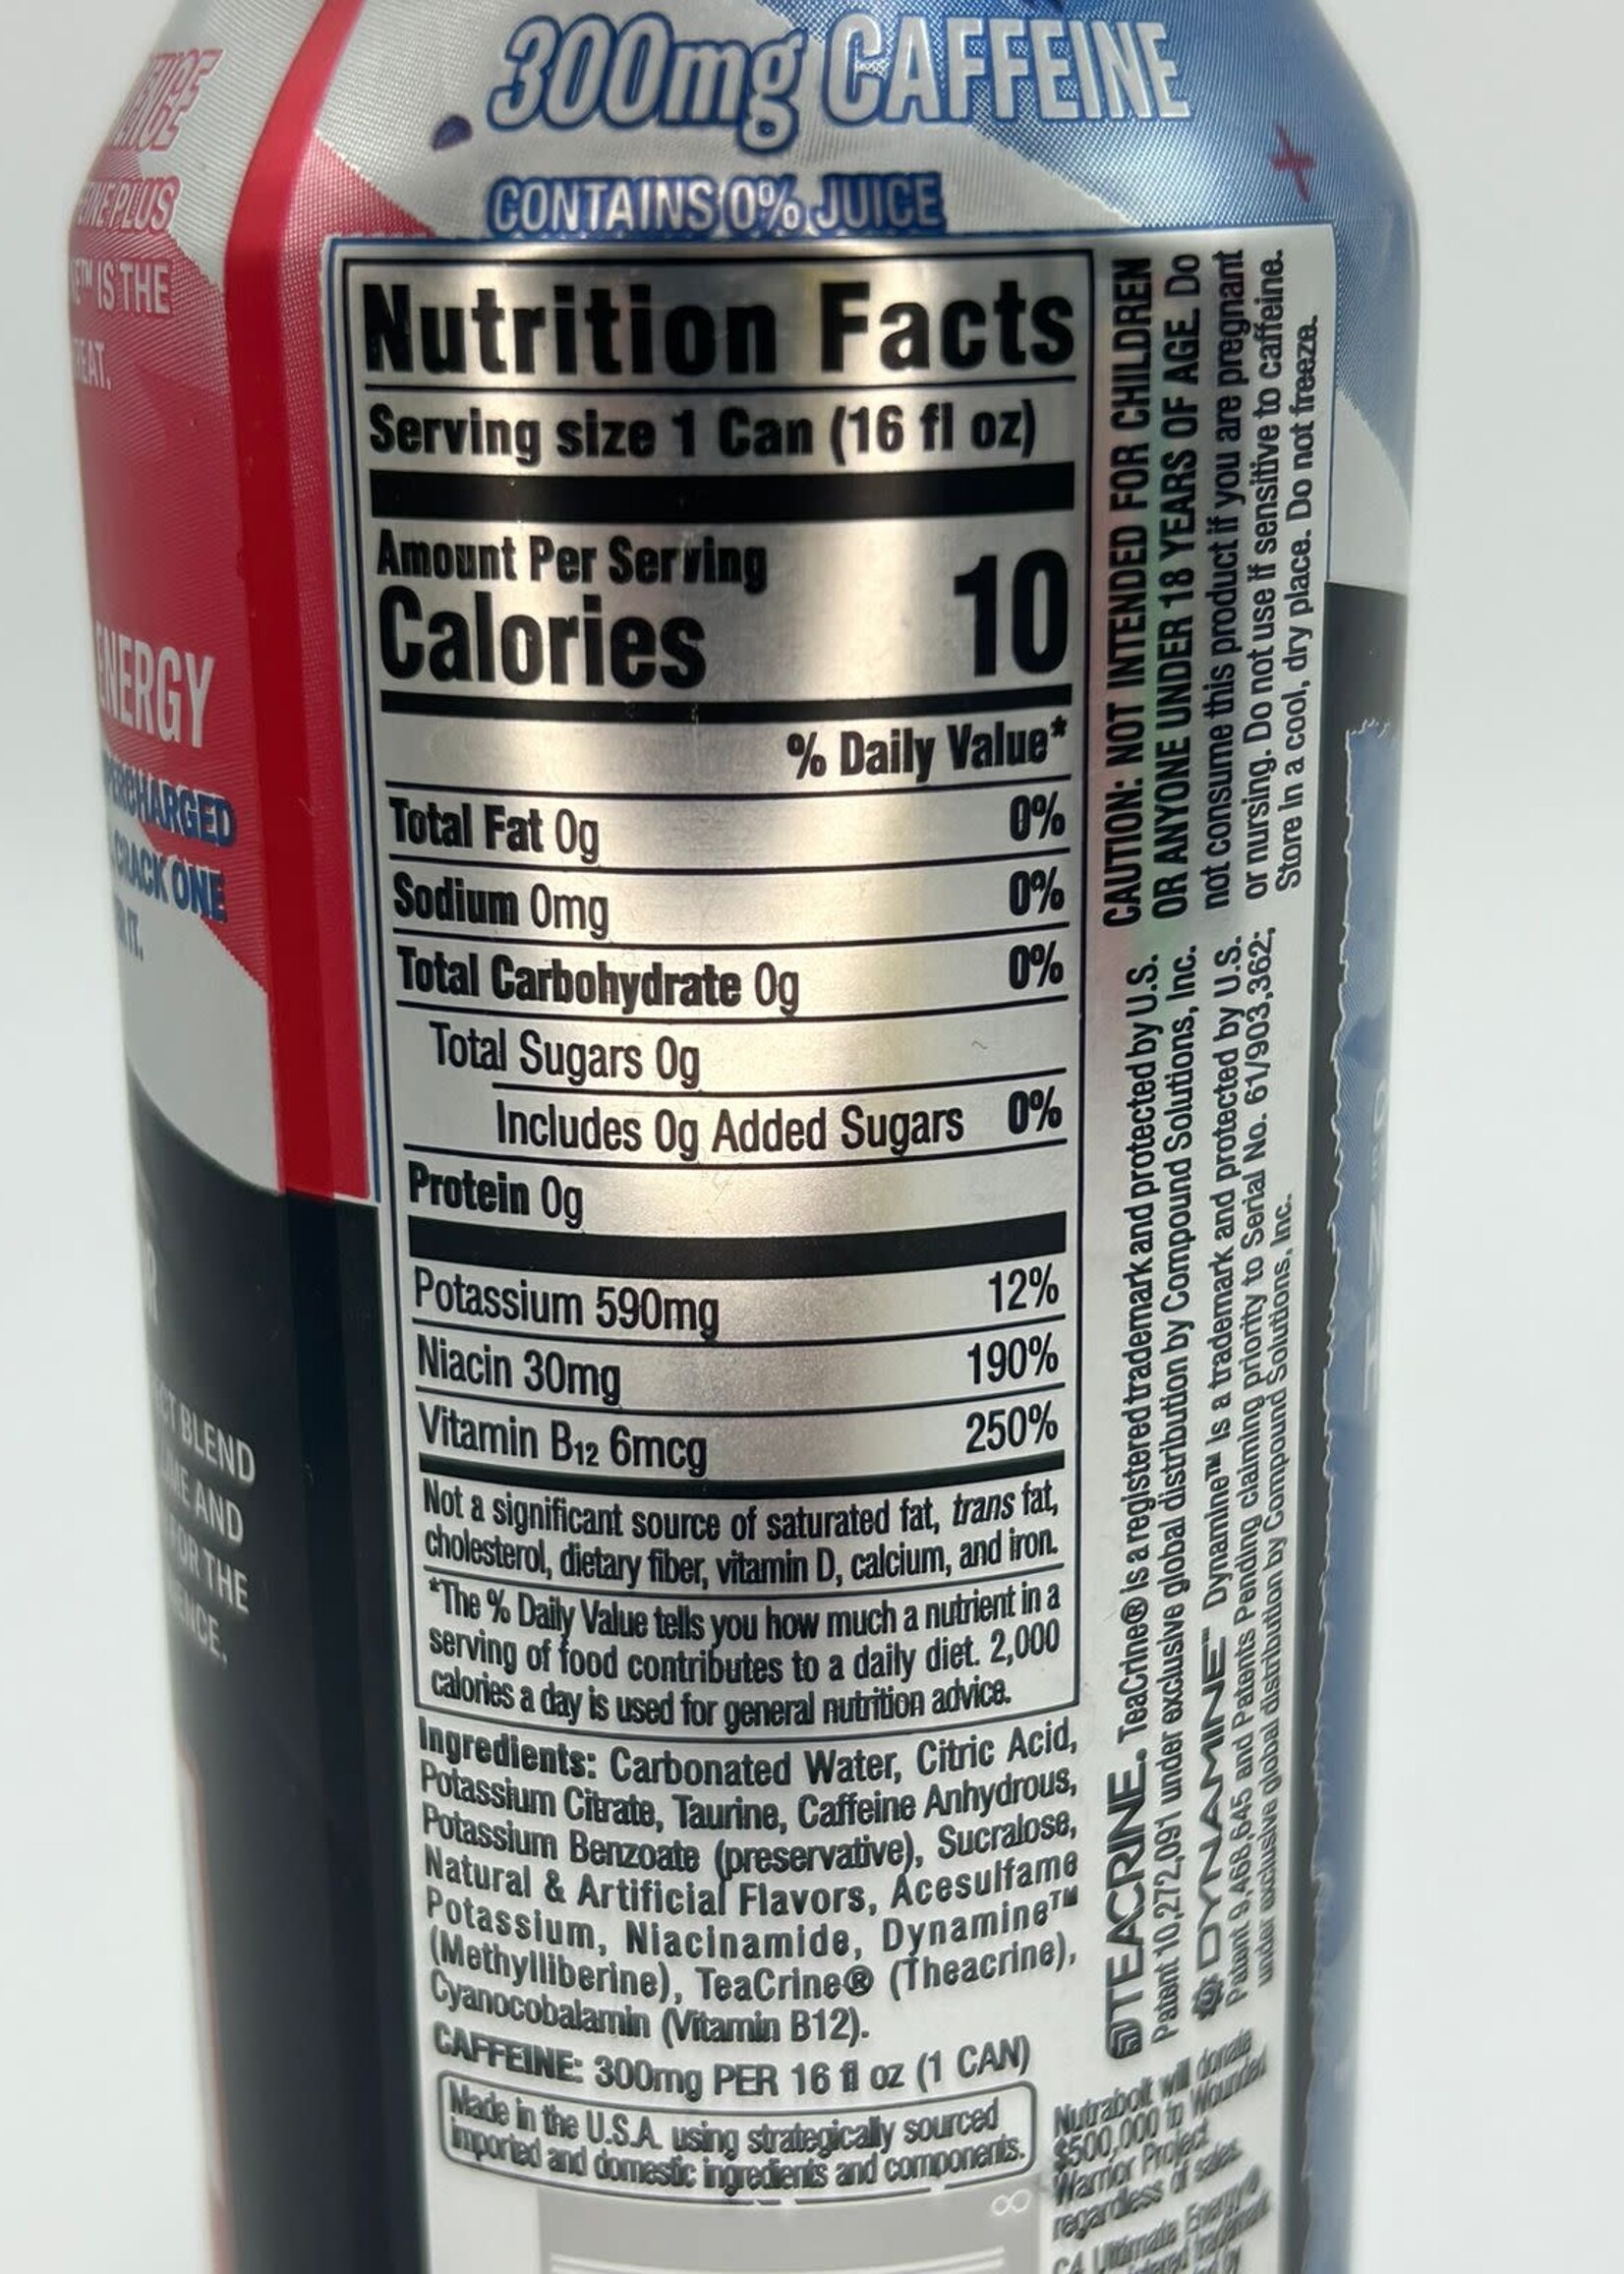 300mg CAFFEINE
CONTAINS 0% JUICE
Nutrition Facts
Serving size 1 Can (16 fl oz)
Amount Per Serving
Calories 10
% Daily Value*
Total Fat 0g 0%
Sodium 0mg 0%
Total Carbohydrate 0g 0%
Total Sugars 0g
Includes 0g Added Sugars 0%
Protein 0g
Potassium 590mg 12%
Niacin 30mg 190%
Vitamin B12 6mcg 250%
Not a significant source of saturated fat, trans fat,
cholesterol, dietary fiber, vitamin D, calcium, and iron.
*The % Daily Value tells you how much a nutrient in a
serving of food contributes to a daily diet. 2,000
calories a day is used for general nutrition advice.
Ingredients: Carbonated Water, Citric Acid,
Potassium Citrate, Taurine, Caffeine Anhydrous,
Potassium Benzoate (preservative), Sucralose,
Natural & Artificial Flavors, Acesulfame
Potassium, Niacinamide, Dynamine™
(Methylliberine), TeaCrine® (Theacrine),
Cyanocobalamin (Vitamin B12).
CAFFEINE: 300mg PER 16 fl oz (1 CAN)
Made in the U.S.A. using strategically sourced
imported and domestic ingredients and components.
CAUTION: NOT INTENDED FOR CHILDREN
OR ANYONE UNDER 18 YEARS OF AGE. Do
not consume this product if you are pregnant
or nursing. Do not use if sensitive to caffeine.
Store in a cool, dry place. Do not freeze.
TEACRINE. TeaCrine® is a registered trademark and protected by U.S.
Patent 10,272,091 under exclusive global distribution by Compound Solutions, Inc.
DYNAMINE™ Dynamine™ is a trademark and protected by U.S.
Patent 9,468,645 and Patents Pending claiming priority to Serial No. 61/903,362;
under exclusive global distribution by Compound Solutions, Inc.
Nutrabolt will donate
$500,000 to Wounded
Warrior Project
regardless of sales.
C4 Ultimate Energy®
IS THE
ENERGY
CRACK ONE
BLEND
AND
FOR THE